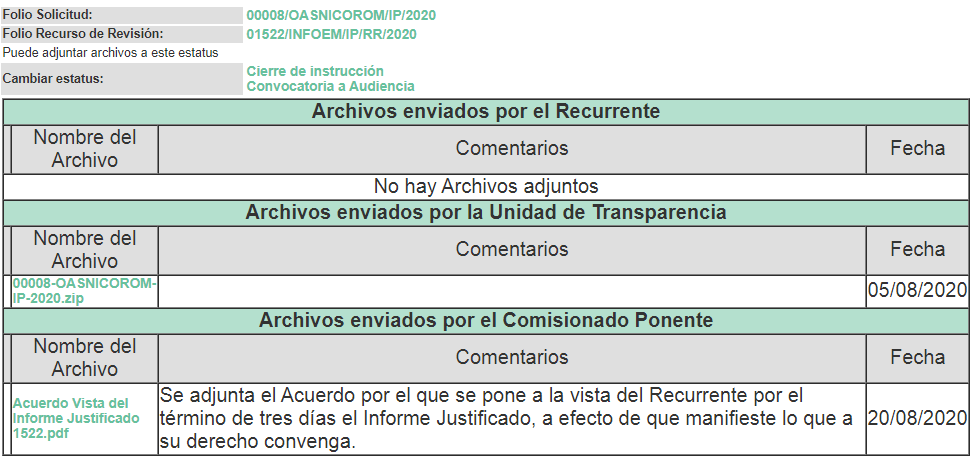 Folio Solicitud: 00008/OASNICOROM/IP/2020
Folio Recurso de Revisión: 01522/INFOEM/IP/RR/2020
Puede adjuntar archivos a este estatus
Cambiar estatus: Cierre de instrucción
Convocatoria a Audiencia
Archivos enviados por el Recurrente
Nombre del
Archivo
Comentarios
Fecha
No hay Archivos adjuntos
Archivos enviados por la Unidad de Transparencia
Nombre del
Archivo
Comentarios
Fecha
00008-OASNICOROM-
IP-2020.zip
05/08/2020
Archivos enviados por el Comisionado Ponente
Nombre del
Archivo
Comentarios
Fecha
Acuerdo Vista del
Informe Justificado
1522.pdf
Se adjunta el Acuerdo por el que se pone a la vista del Recurrente por el
término de tres días el Informe Justificado, a efecto de que manifieste lo que a
su derecho convenga.
20/08/2020